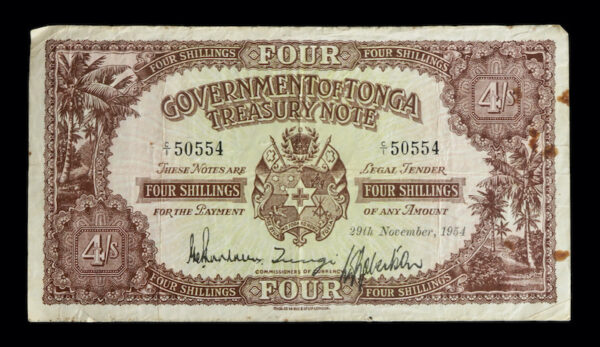 FOUR SHILLINGS FOUR FOUR SHILLINGS
GOVERNMENT OF TONGA
TREASURY NOTE
4/s
C/1 50554 C/1 50554
THESE NOTES ARE LEGAL TENDER
FOUR SHILLINGS FOUR SHILLINGS
FOR THE PAYMENT OF ANY AMOUNT
29th November, 1954
4/s
Tungi
COMMISSIONERS OF CURRENCY
FOUR SHILLINGS FOUR FOUR SHILLINGS